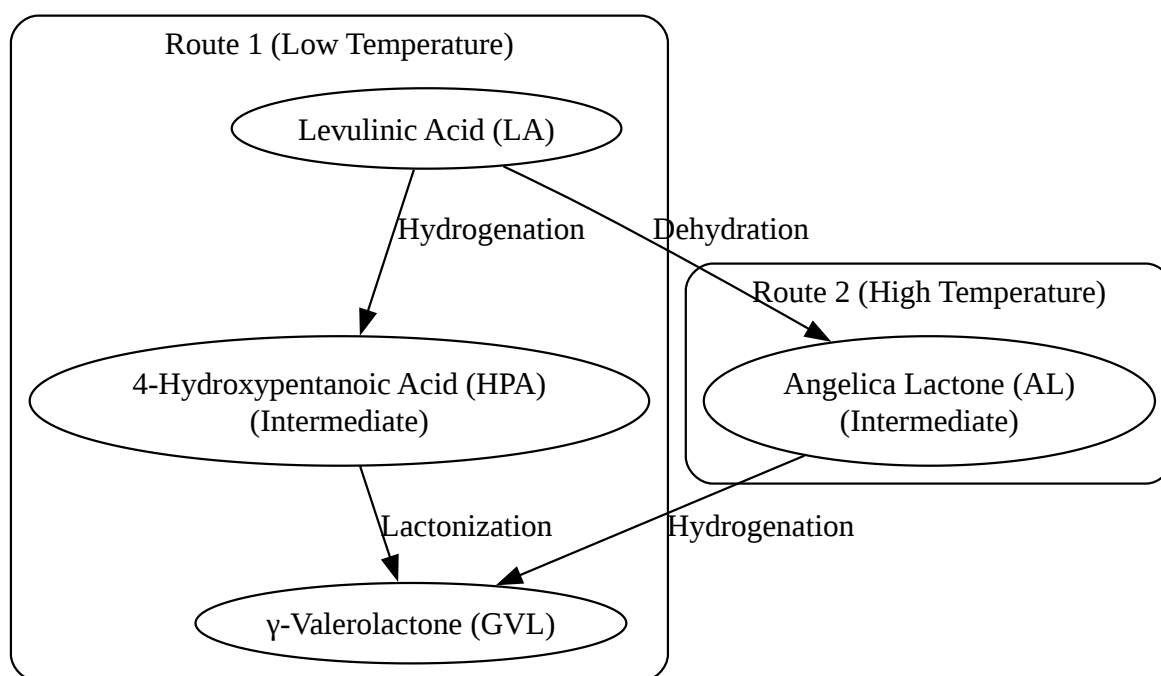 Route 1 (Low Temperature)
Levulinic Acid (LA)
Hydrogenation
Dehydration
Route 2 (High Temperature)
4-Hydroxypentanoic Acid (HPA)
(Intermediate)
Angelica Lactone (AL)
(Intermediate)
Lactonization
Hydrogenation
γ-Valerolactone (GVL)